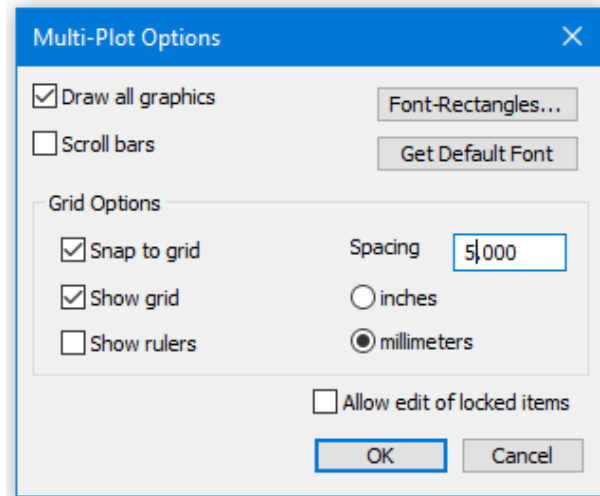 Multi-Plot Options
Draw all graphics
Font-Rectangles...
Scroll bars
Get Default Font
Grid Options
Snap to grid
Spacing
5.000
Show grid
inches
Show rulers
millimeters
Allow edit of locked items
OK
Cancel